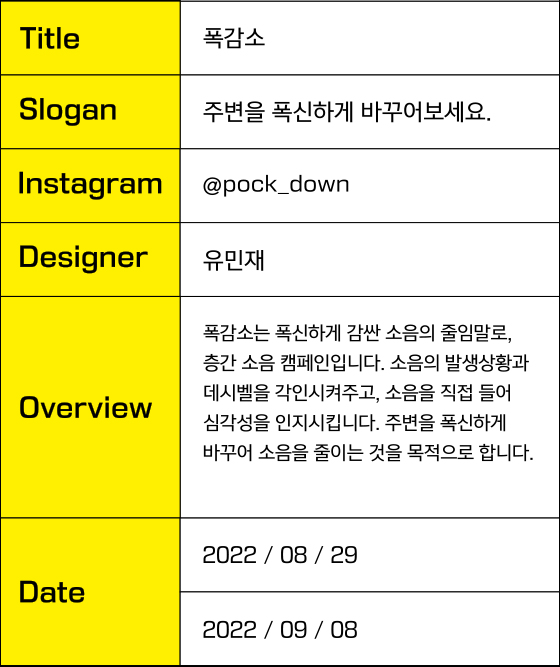 Title
폭감소
Slogan
주변을 폭신하게 바꾸어보세요.
Instagram
@pock_down
Designer
유민재
Overview
폭감소는 폭신하게 감싼 소음의 줄임말로,
층간 소음 캠페인입니다. 소음의 발생상황과
데시벨을 각인시켜주고, 소음을 직접 들어
심각성을 인지시킵니다. 주변을 폭신하게
바꾸어 소음을 줄이는 것을 목적으로 합니다.
Date
2022 / 08 / 29
2022 / 09 / 08